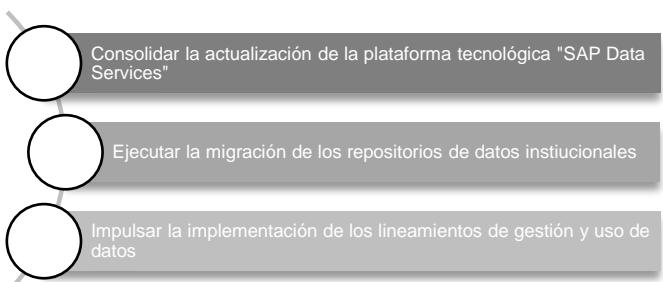 Consolidar la actualización de la plataforma tecnológica "SAP Data
Services"
Ejecutar la migración de los repositorios de datos instiucionales
Impulsar la implementación de los lineamientos de gestión y uso de
datos